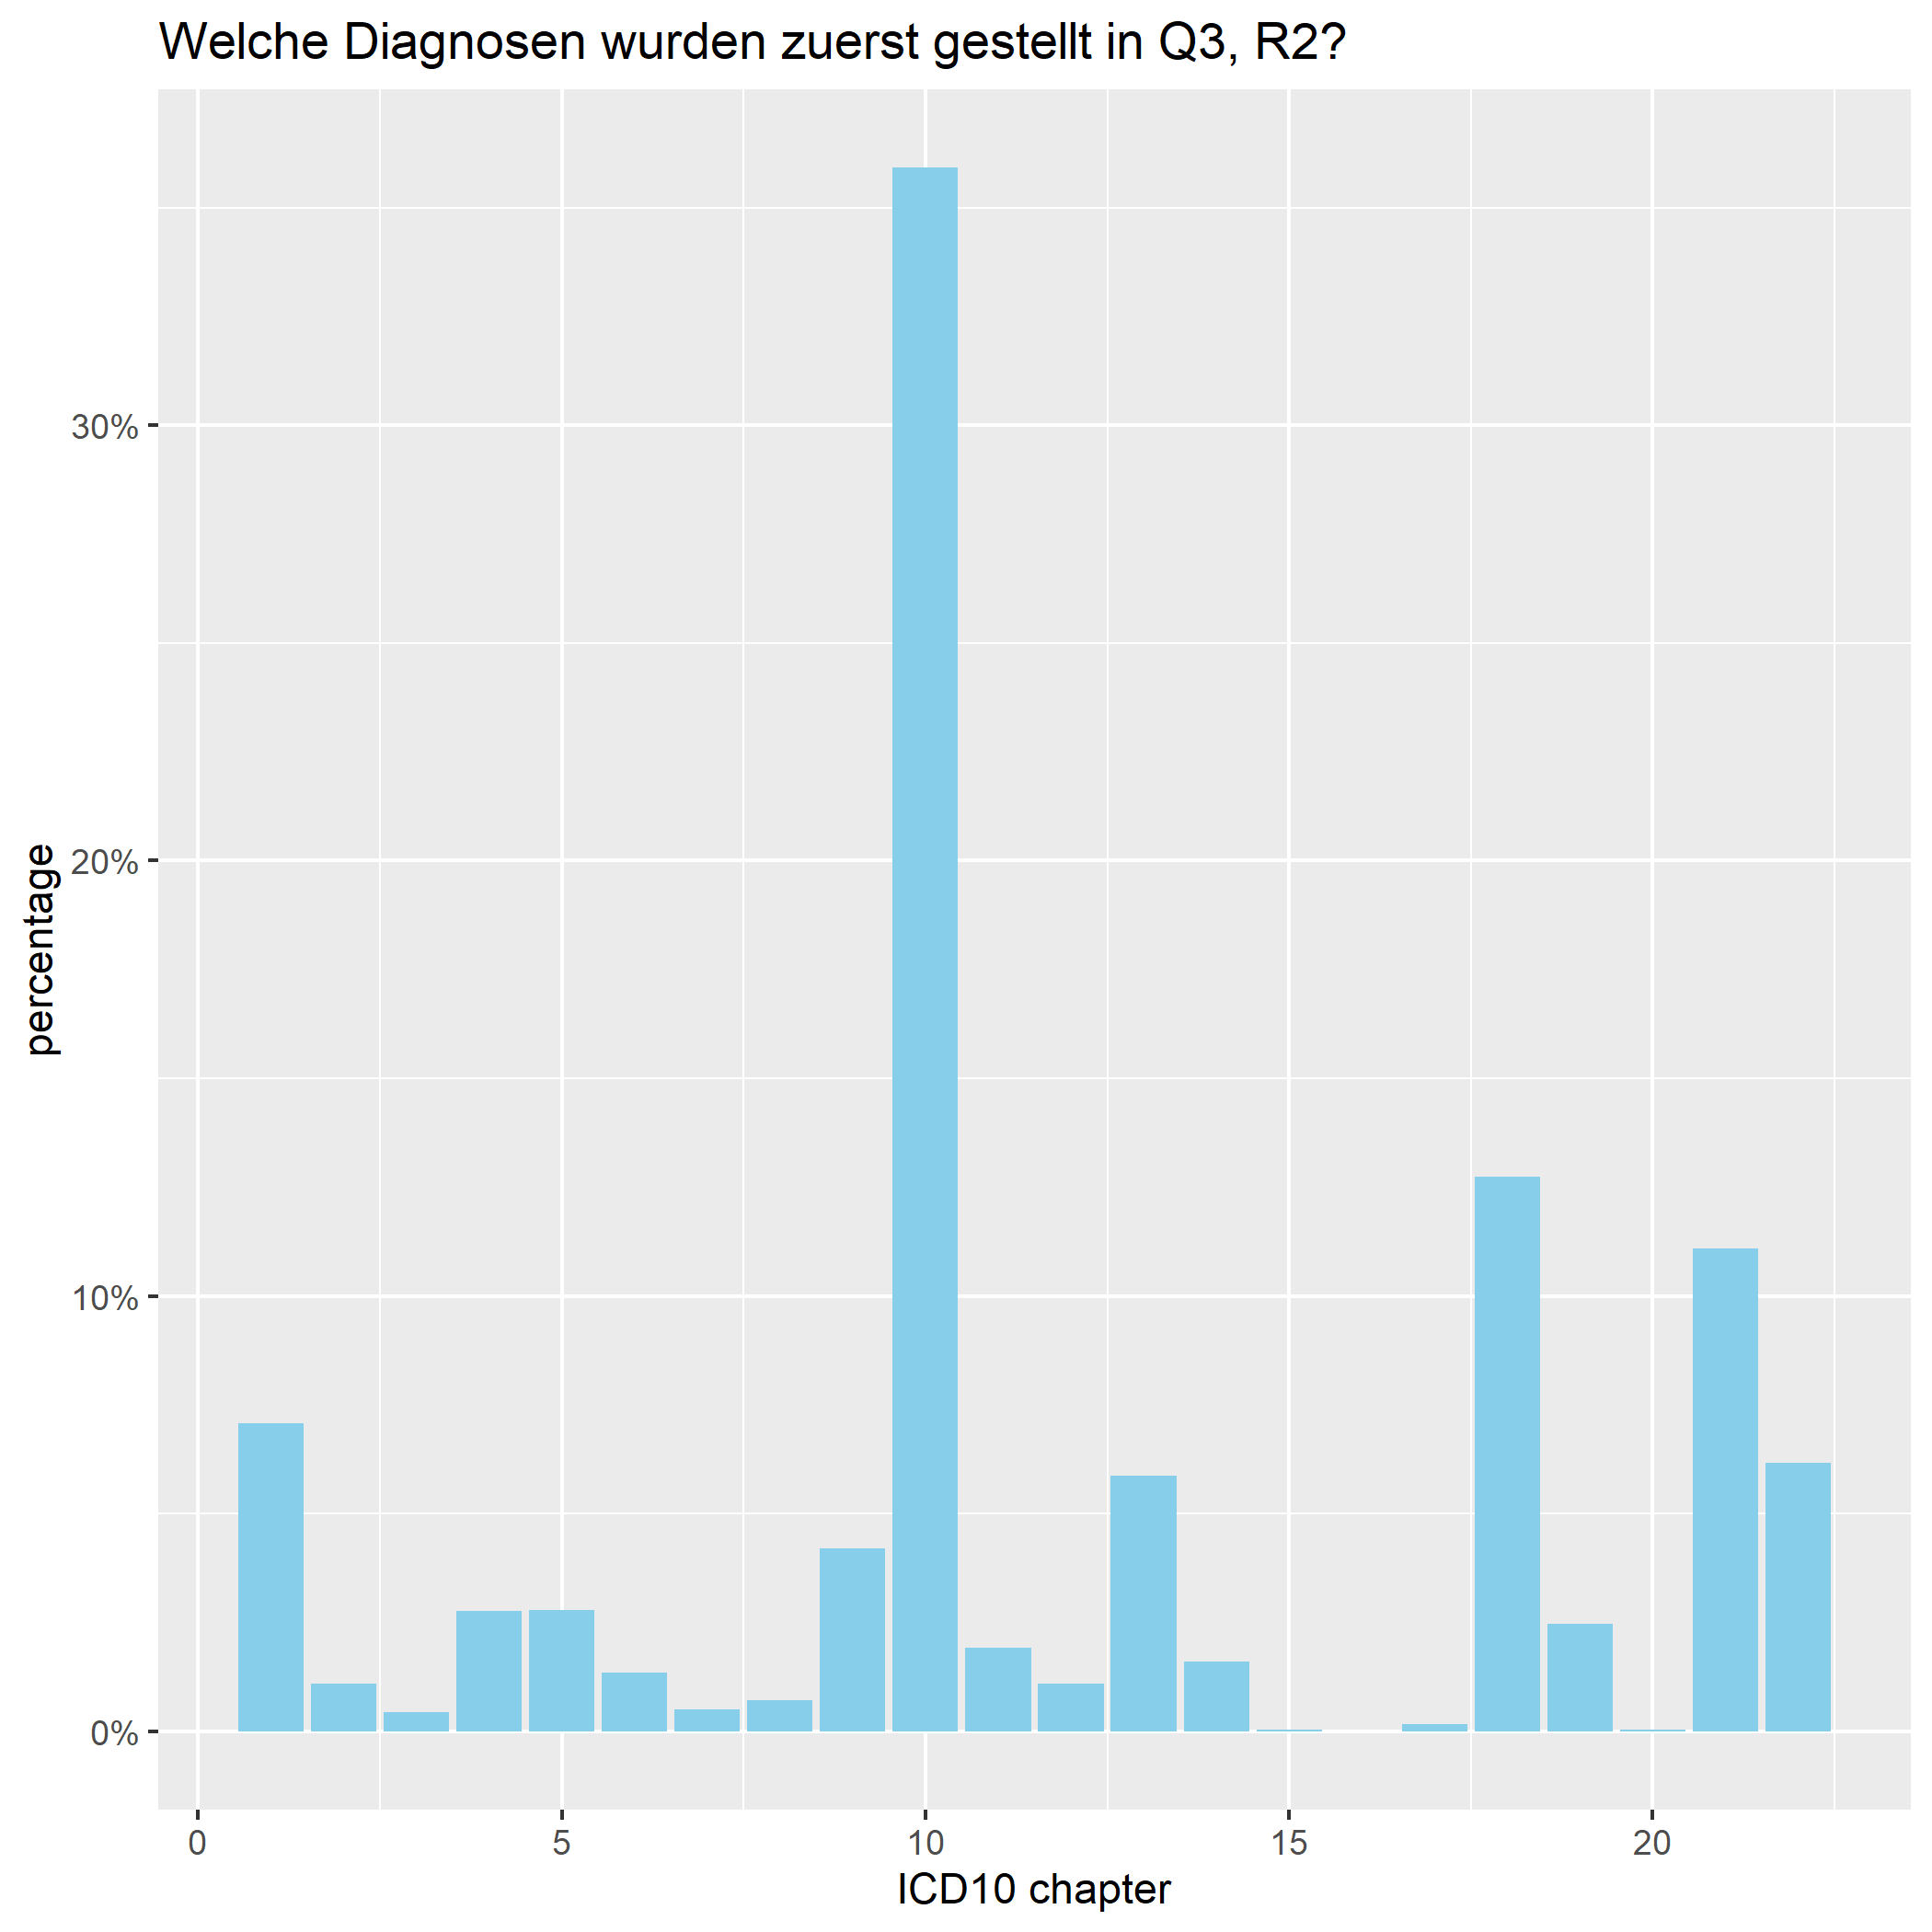 Welche Diagnosen wurden zuerst gestellt in Q3, R2?
percentage
30%
20%
10%
0%
0 5 10 15 20
ICD10 chapter